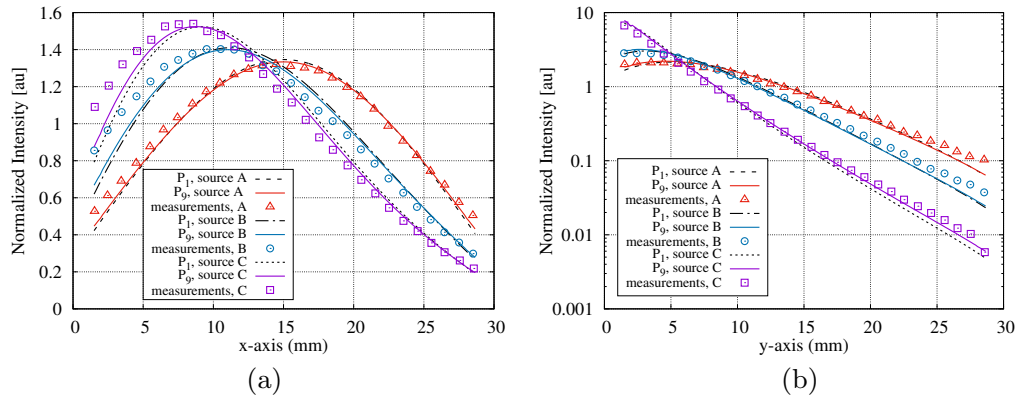 1.6
1.4
1.2
1
0.8
0.6
0.4
0.2
0
Normalized Intensity [au]
P1, source A
P9, source A
measurements, A
P1, source B
P9, source B
measurements, B
P1, source C
P9, source C
measurements, C
0 5 10 15 20 25 30
x-axis (mm)
(a)
10
1
0.1
0.01
0.001
Normalized Intensity [au]
P1, source A
P9, source A
measurements, A
P1, source B
P9, source B
measurements, B
P1, source C
P9, source C
measurements, C
0 5 10 15 20 25 30
y-axis (mm)
(b)